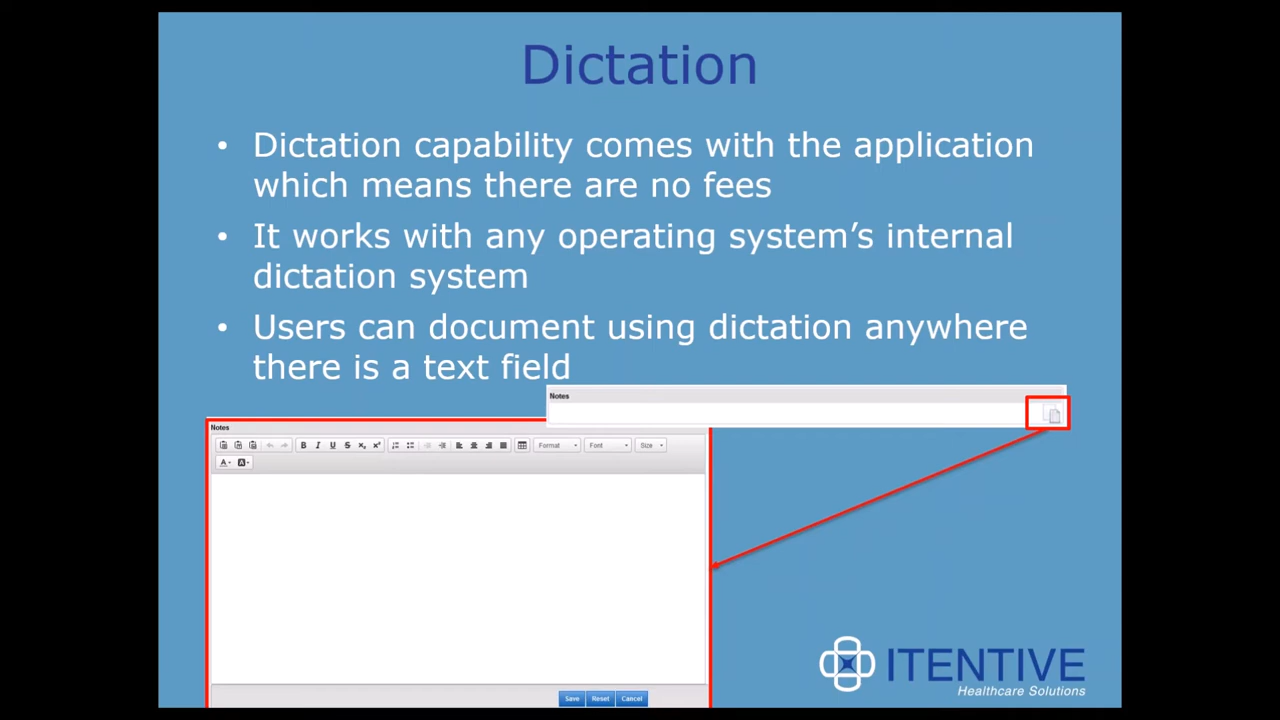 Dictation
• Dictation capability comes with the application
which means there are no fees
• It works with any operating system’s internal
dictation system
• Users can document using dictation anywhere
there is a text field
Notes
Notes
B I U S x₂ x²
Format Font Size
A A
Save Reset Cancel
ITENTIVE
Healthcare Solutions